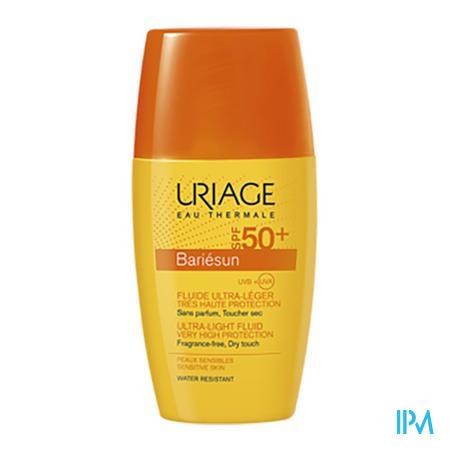 URIAGE
EAU THERMALE
SPF 50+
Bariésun
UVB + UVA
FLUIDE ULTRA-LÉGER
TRÈS HAUTE PROTECTION
Sans parfum, Toucher sec
ULTRA-LIGHT FLUID
VERY HIGH PROTECTION
Fragrance-free, Dry touch
PEAUX SENSIBLES
SENSITIVE SKIN
WATER RESISTANT
IPM